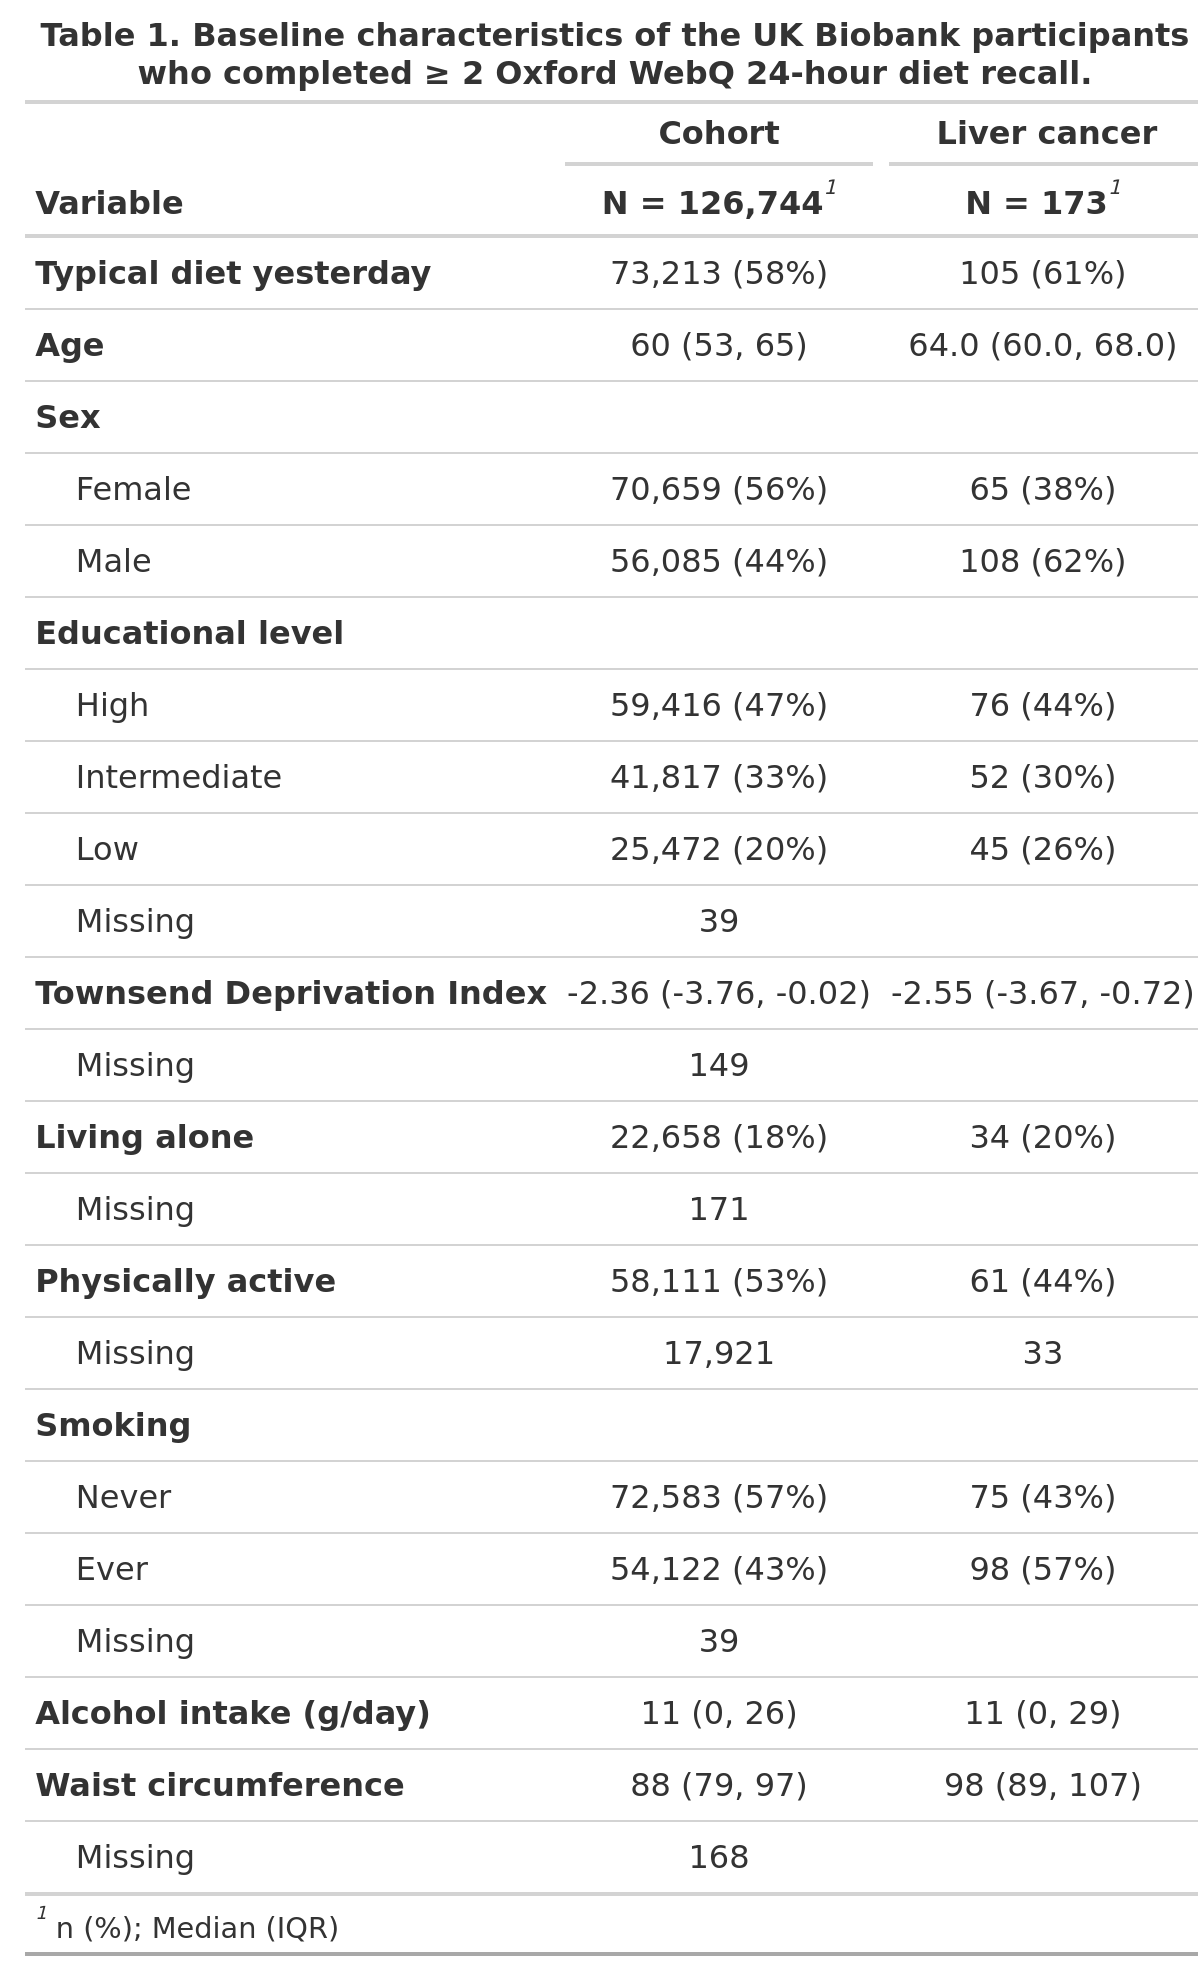 Table 1. Baseline characteristics of the UK Biobank participants
who completed ≥ 2 Oxford WebQ 24-hour diet recall.
Cohort Liver cancer
Variable N = 126,744¹ N = 173¹
Typical diet yesterday 73,213 (58%) 105 (61%)
Age 60 (53, 65) 64.0 (60.0, 68.0)
Sex
Female 70,659 (56%) 65 (38%)
Male 56,085 (44%) 108 (62%)
Educational level
High 59,416 (47%) 76 (44%)
Intermediate 41,817 (33%) 52 (30%)
Low 25,472 (20%) 45 (26%)
Missing 39
Townsend Deprivation Index -2.36 (-3.76, -0.02) -2.55 (-3.67, -0.72)
Missing 149
Living alone 22,658 (18%) 34 (20%)
Missing 171
Physically active 58,111 (53%) 61 (44%)
Missing 17,921 33
Smoking
Never 72,583 (57%) 75 (43%)
Ever 54,122 (43%) 98 (57%)
Missing 39
Alcohol intake (g/day) 11 (0, 26) 11 (0, 29)
Waist circumference 88 (79, 97) 98 (89, 107)
Missing 168
¹ n (%); Median (IQR)